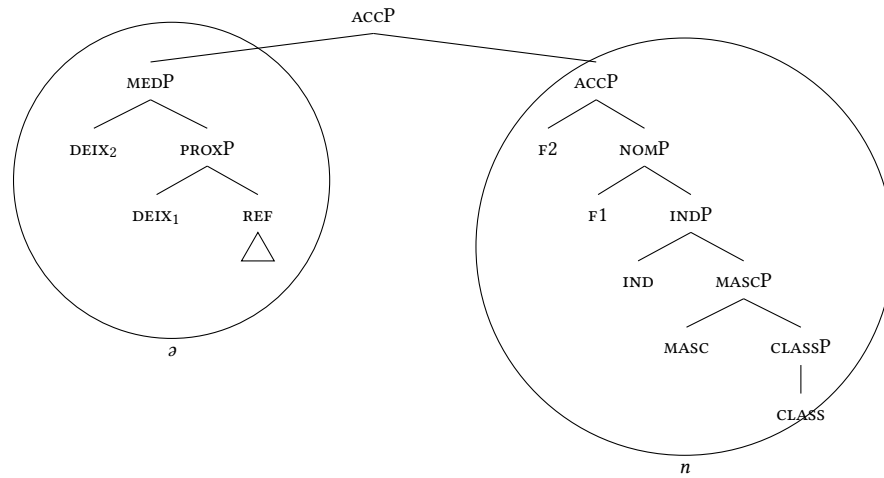 ACCP
MEDP ACCP
DEIX₂ PROXP F2 NOMP
DEIX₁ REF F1 INDP
IND MASCP
MASC CLASSP
ə
CLASS
n